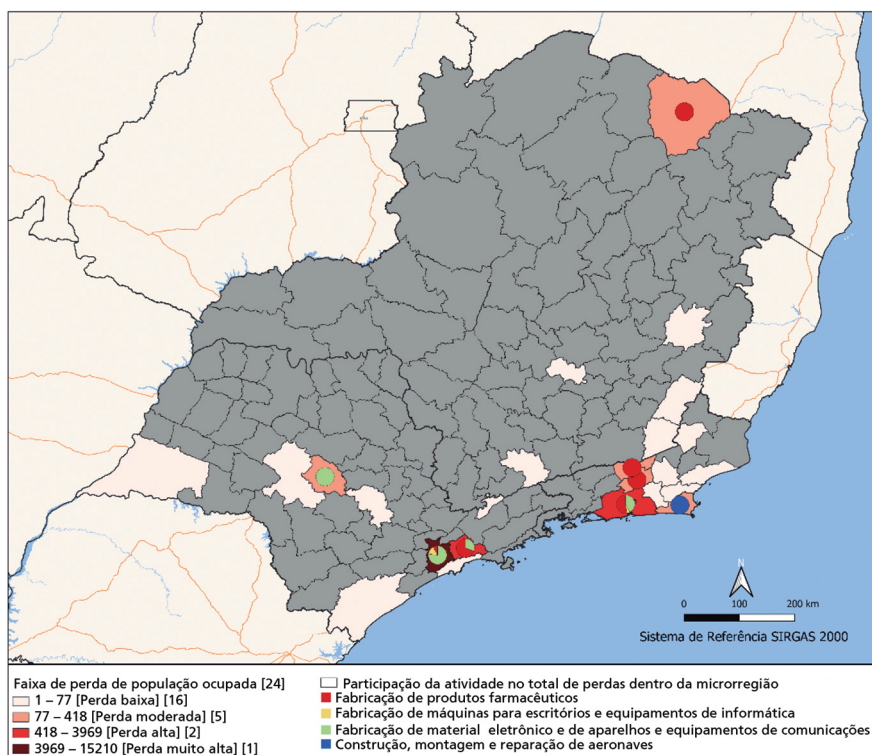 N
0 100 200 km
Sistema de Referência SIRGAS 2000
Faixa de perda de população ocupada [24]
1 – 77 [Perda baixa] [16]
77 – 418 [Perda moderada] [5]
418 – 3969 [Perda alta] [2]
3969 – 15210 [Perda muito alta] [1]
Participação da atividade no total de perdas dentro da microrregião
Fabricação de produtos farmacêuticos
Fabricação de máquinas para escritórios e equipamentos de informática
Fabricação de material eletrônico e de aparelhos e equipamentos de comunicações
Construção, montagem e reparação de aeronaves